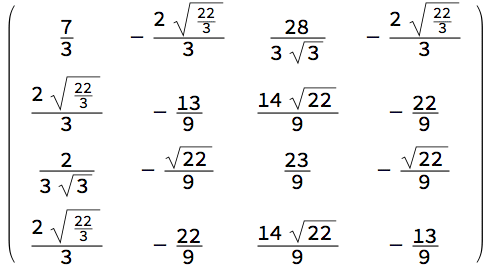 7/3   - 2√(22/3)/3   28/(3√3)   - 2√(22/3)/3
2√(22/3)/3   - 13/9   14√22/9   - 22/9
2/(3√3)   - √22/9   23/9   - √22/9
2√(22/3)/3   - 22/9   14√22/9   - 13/9